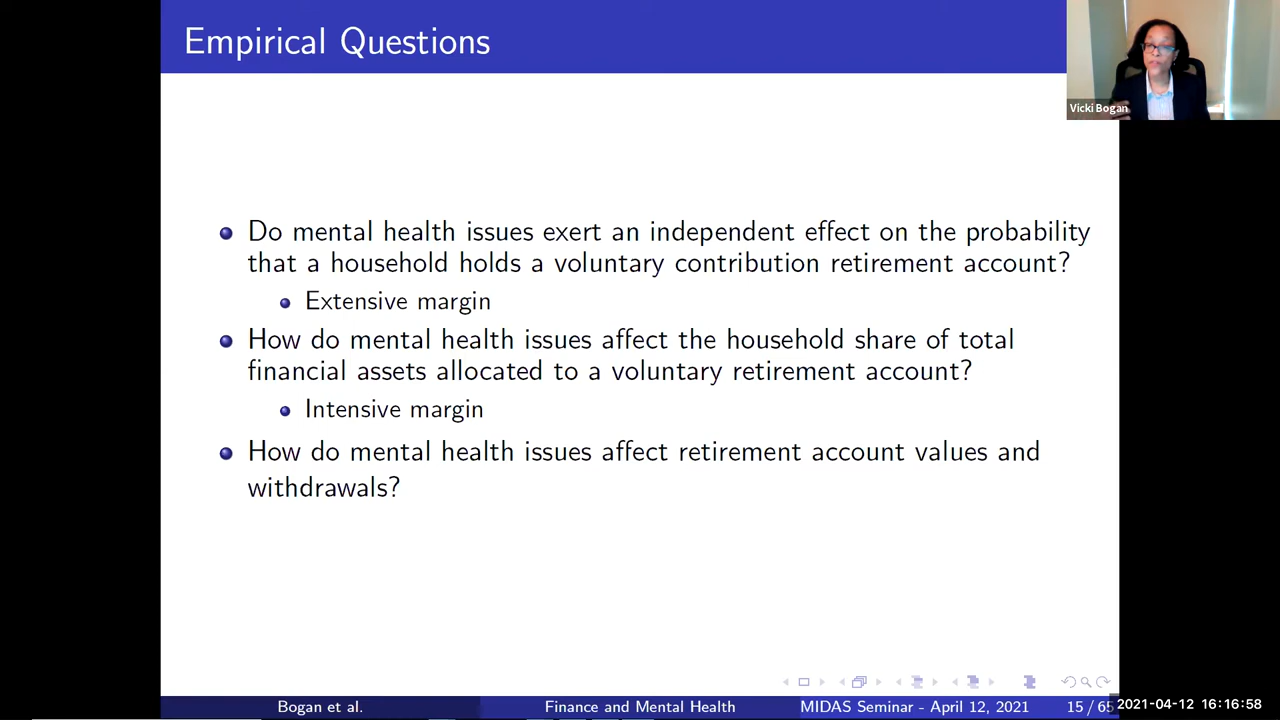 Empirical Questions
Vicki Bogan
Do mental health issues exert an independent effect on the probability
that a household holds a voluntary contribution retirement account?
Extensive margin
How do mental health issues affect the household share of total
financial assets allocated to a voluntary retirement account?
Intensive margin
How do mental health issues affect retirement account values and
withdrawals?
Bogan et al. Finance and Mental Health MIDAS Seminar - April 12, 2021 15 / 65 2021-04-12 16:16:58